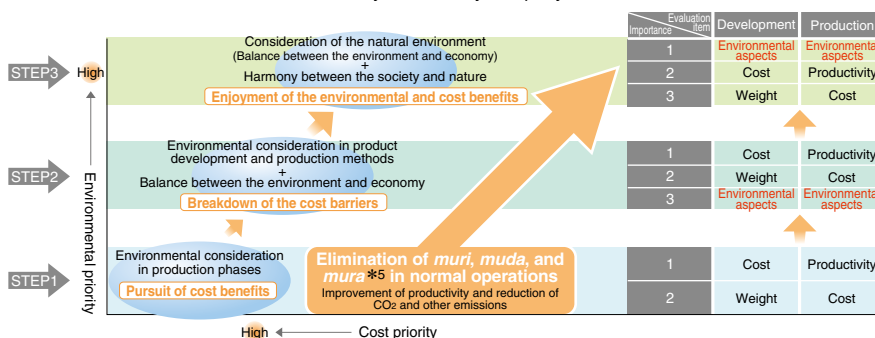 Importance
Evaluation
item
Development
Production
STEP3
High
Consideration of the natural environment
(Balance between the environment and economy)
+
Harmony between the society and nature
Enjoyment of the environmental and cost benefits
1
Environmental
aspects
Environmental
aspects
2
Cost
Productivity
3
Weight
Cost
STEP2
Environmental priority
Environmental consideration in product
development and production methods
+
Balance between the environment and economy
Breakdown of the cost barriers
1
Cost
Productivity
2
Weight
Cost
3
Environmental
aspects
Environmental
aspects
STEP1
Environmental consideration
in production phases
Pursuit of cost benefits
Elimination of muri, muda, and
mura*5 in normal operations
Improvement of productivity and reduction of
CO2 and other emissions
1
Cost
Productivity
2
Weight
Cost
High
Cost priority